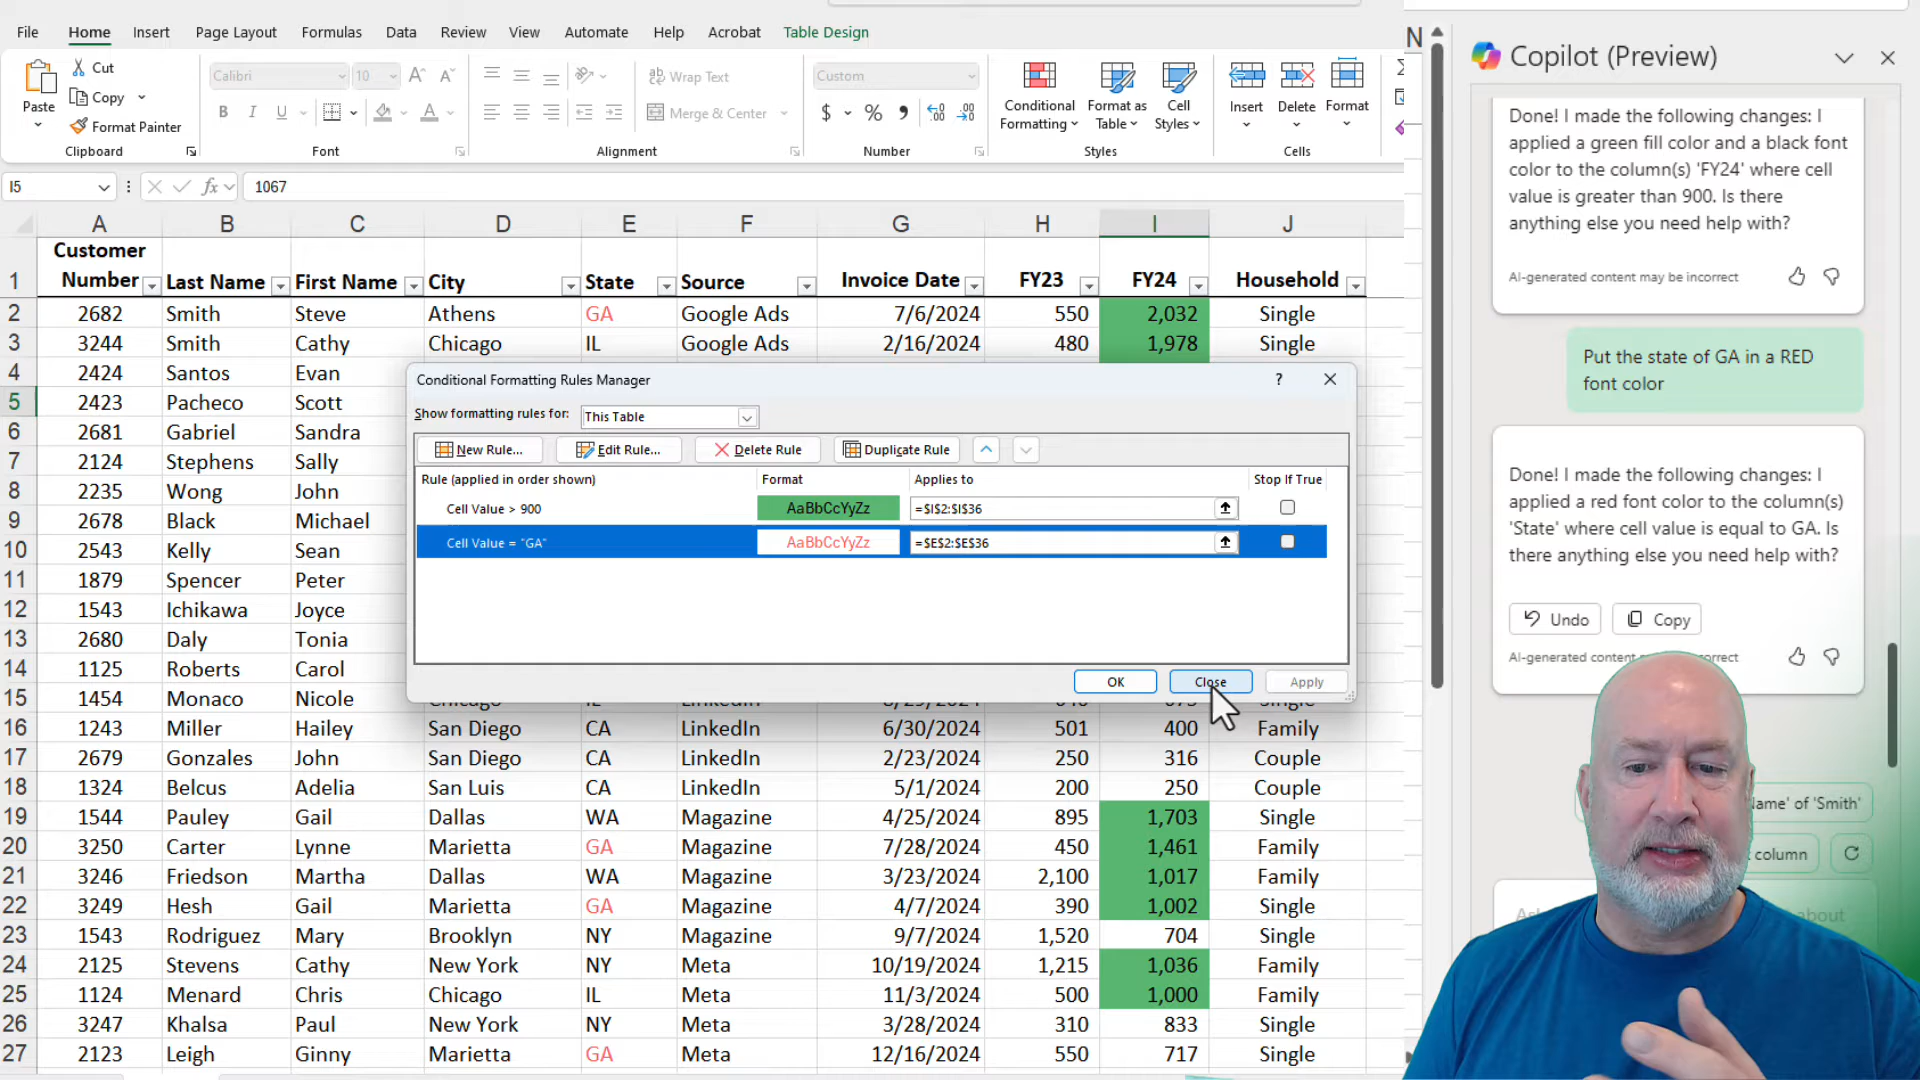 File Home Insert Page Layout Formulas Data Review View Automate Help Acrobat Table Design
Paste
Cut
Copy
Format Painter
Clipboard
Calibri 10
B I U
A
Font
Wrap Text
Merge & Center
Alignment
Custom
$ % 9
Number
Conditional Formatting
Format as Table
Cell Styles
Styles
Insert Delete Format
Cells
I5 fx 1067
A B C D E F G H I J N
1 Customer Number Last Name First Name City State Source Invoice Date FY23 FY24 Household
2 2682 Smith Steve Athens GA Google Ads 7/6/2024 550 2,032 Single
3 3244 Smith Cathy Chicago IL Google Ads 2/16/2024 480 1,978 Single
4 2424 Santos Evan
5 2423 Pacheco Scott
6 2681 Gabriel Sandra
7 2124 Stephens Sally
8 2235 Wong John
9 2678 Black Michael
10 2543 Kelly Sean
11 1879 Spencer Peter
12 1543 Ichikawa Joyce
13 2680 Daly Tonia
14 1125 Roberts Carol
15 1454 Monaco Nicole
16 1243 Miller Hailey San Diego CA LinkedIn 6/30/2024 501 400 Family
17 2679 Gonzales John San Diego CA LinkedIn 2/23/2024 250 316 Couple
18 1324 Belcus Adelia San Luis CA LinkedIn 5/1/2024 200 250 Couple
19 1544 Pauley Gail Dallas WA Magazine 4/25/2024 895 1,703 Single
20 3250 Carter Lynne Marietta GA Magazine 7/28/2024 450 1,461 Family
21 3246 Friedson Martha Dallas WA Magazine 3/23/2024 2,100 1,017 Family
22 3249 Hesh Gail Marietta GA Magazine 4/7/2024 390 1,002 Single
23 1543 Rodriguez Mary Brooklyn NY Magazine 9/7/2024 1,520 704 Single
24 2125 Stevens Cathy New York NY Meta 10/19/2024 1,215 1,036 Family
25 1124 Menard Chris Chicago IL Meta 11/3/2024 500 1,000 Family
26 3247 Khalsa Paul New York NY Meta 3/28/2024 310 833 Single
27 2123 Leigh Ginny Marietta GA Meta 12/16/2024 550 717 Single
Conditional Formatting Rules Manager ?
Show formatting rules for: This Table
New Rule... Edit Rule... Delete Rule Duplicate Rule
Rule (applied in order shown) Format Applies to Stop If True
Cell Value > 900 AaBbCcYyZz =$I$2:$I$36
Cell Value = "GA" AaBbCcYyZz =$E$2:$E$36
OK Close Apply
Copilot (Preview)
Done! I made the following changes: I
applied a green fill color and a black font
color to the column(s) 'FY24' where cell
value is greater than 900. Is there
anything else you need help with?
AI-generated content may be incorrect
Put the state of GA in a RED
font color
Done! I made the following changes: I
applied a red font color to the column(s)
'State' where cell value is equal to GA. Is
there anything else you need help with?
Undo Copy
AI-generated
of 'Smith'
column
about